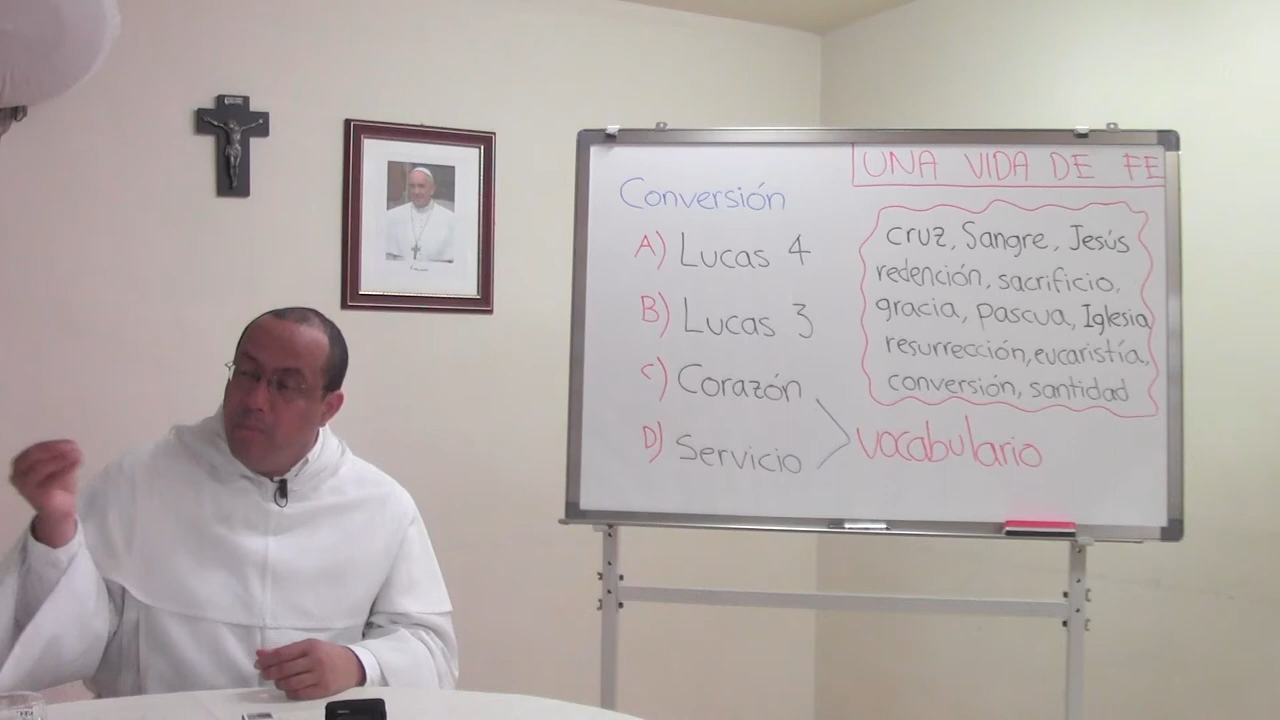 UNA VIDA DE FE
Conversión
A) Lucas 4
B) Lucas 3
C) Corazón
D) Servicio
vocabulario
cruz, Sangre, Jesús
redención, sacrificio,
gracia, pascua, Iglesia
resurrección, eucaristía,
conversión, santidad